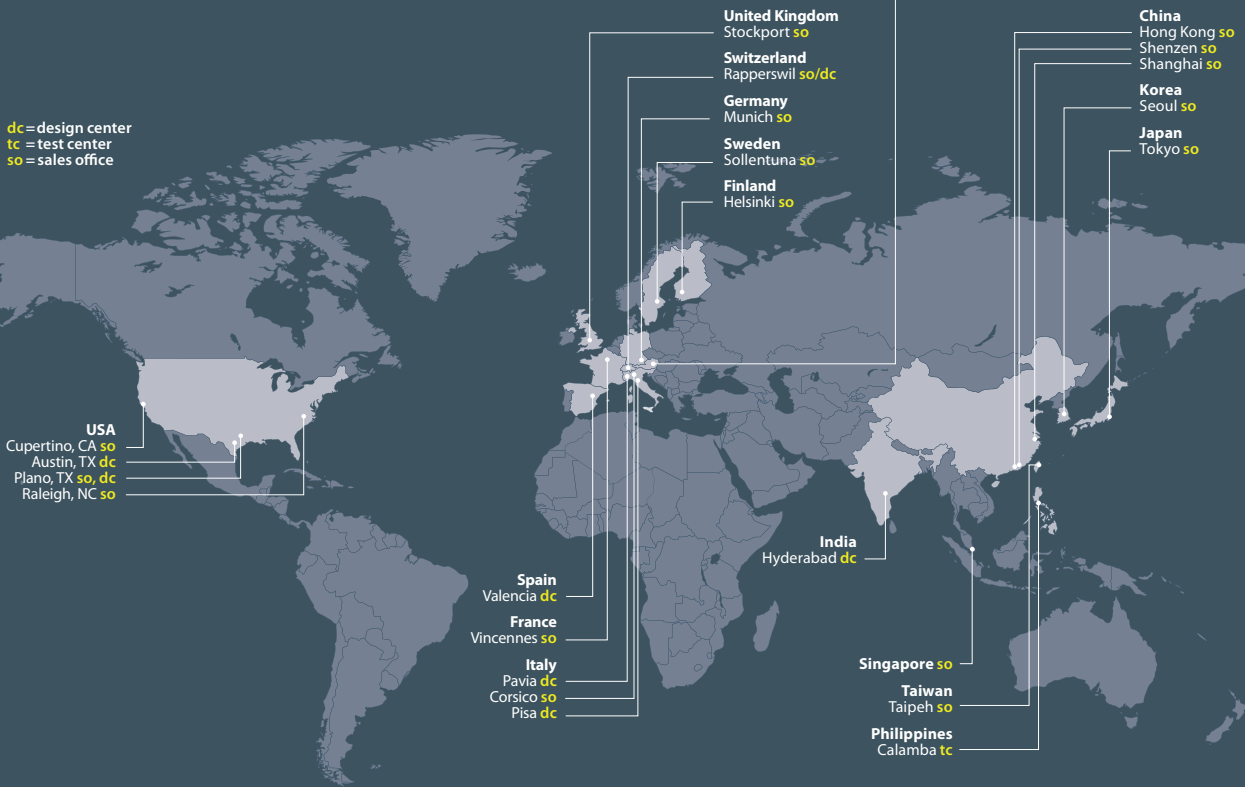 dc=design center
tc =test center
so=sales office
United Kingdom
Stockport so
Switzerland
Rapperswil so/dc
Germany
Munich so
Sweden
Sollentuna so
Finland
Helsinki so
China
Hong Kong so
Shenzen so
Shanghai so
Korea
Seoul so
Japan
Tokyo so
USA
Cupertino, CA so
Austin, TX dc
Plano, TX so, dc
Raleigh, NC so
Spain
Valencia dc
France
Vincennes so
Italy
Pavia dc
Corsico so
Pisa dc
India
Hyderabad dc
Singapore so
Taiwan
Taipeh so
Philippines
Calamba tc